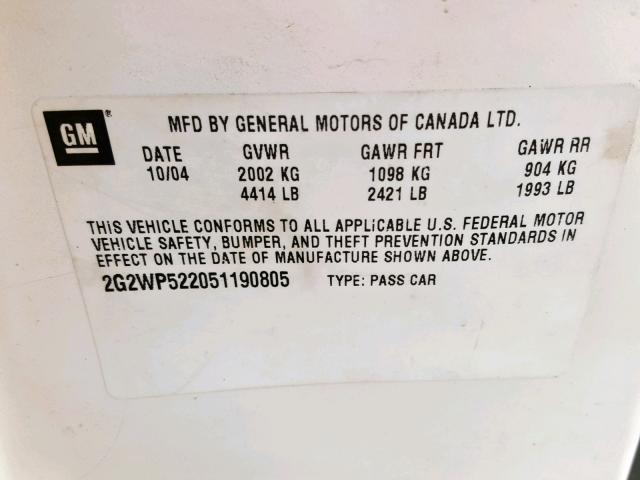 GM®
MFD BY GENERAL MOTORS OF CANADA LTD.
DATE GVWR GAWR FRT GAWR RR
10/04 2002 KG 1098 KG 904 KG
4414 LB 2421 LB 1993 LB
THIS VEHICLE CONFORMS TO ALL APPLICABLE U.S. FEDERAL MOTOR
VEHICLE SAFETY, BUMPER, AND THEFT PREVENTION STANDARDS IN
EFFECT ON THE DATE OF MANUFACTURE SHOWN ABOVE.
2G2WP522051190805 TYPE: PASS CAR